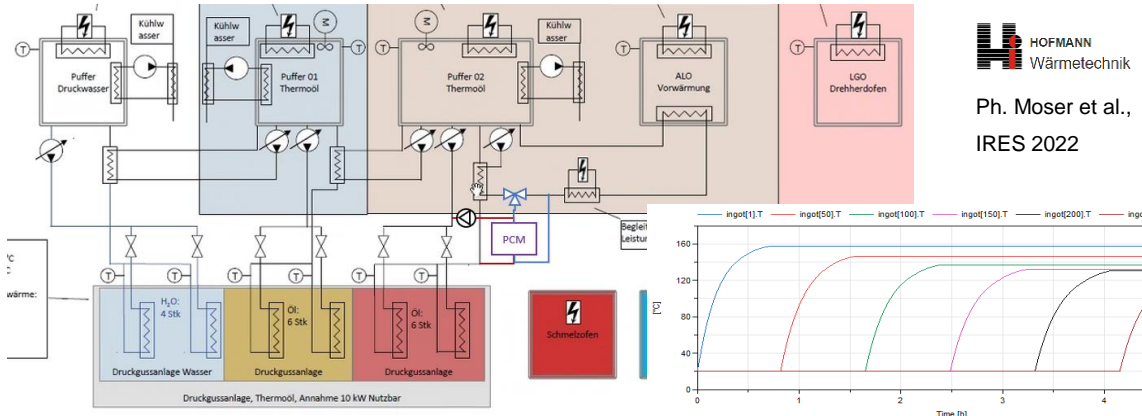 Kühlw
asser
M
T
Puffer
Druckwasser
Kühlw
asser
Puffer 01
Thermoöl
T
M
T
Puffer 02
Thermoöl
Kühlw
asser
T
ALO
Vorwärmung
T
LGO
Drehherdofen
HOFMANN
Wärmetechnik
Ph. Moser et al.,
IRES 2022
PCM
Begleit
Leistun
wärme:
T
T
T
T
T
T
H₂O:
4 Stk
Öl:
6 Stk
Öl:
6 Stk
Druckgussanlage Wasser
Druckgussanlage
Druckgussanlage
Druckgussanlage, Thermoöl, Annahme 10 kW Nutzbar
Schmelzofen
ingot[1].T
ingot[50].T
ingot[100].T
ingot[150].T
ingot[200].T
ingo
[°C]
160
120
80
40
0
0
1
2
3
4
Time [h]